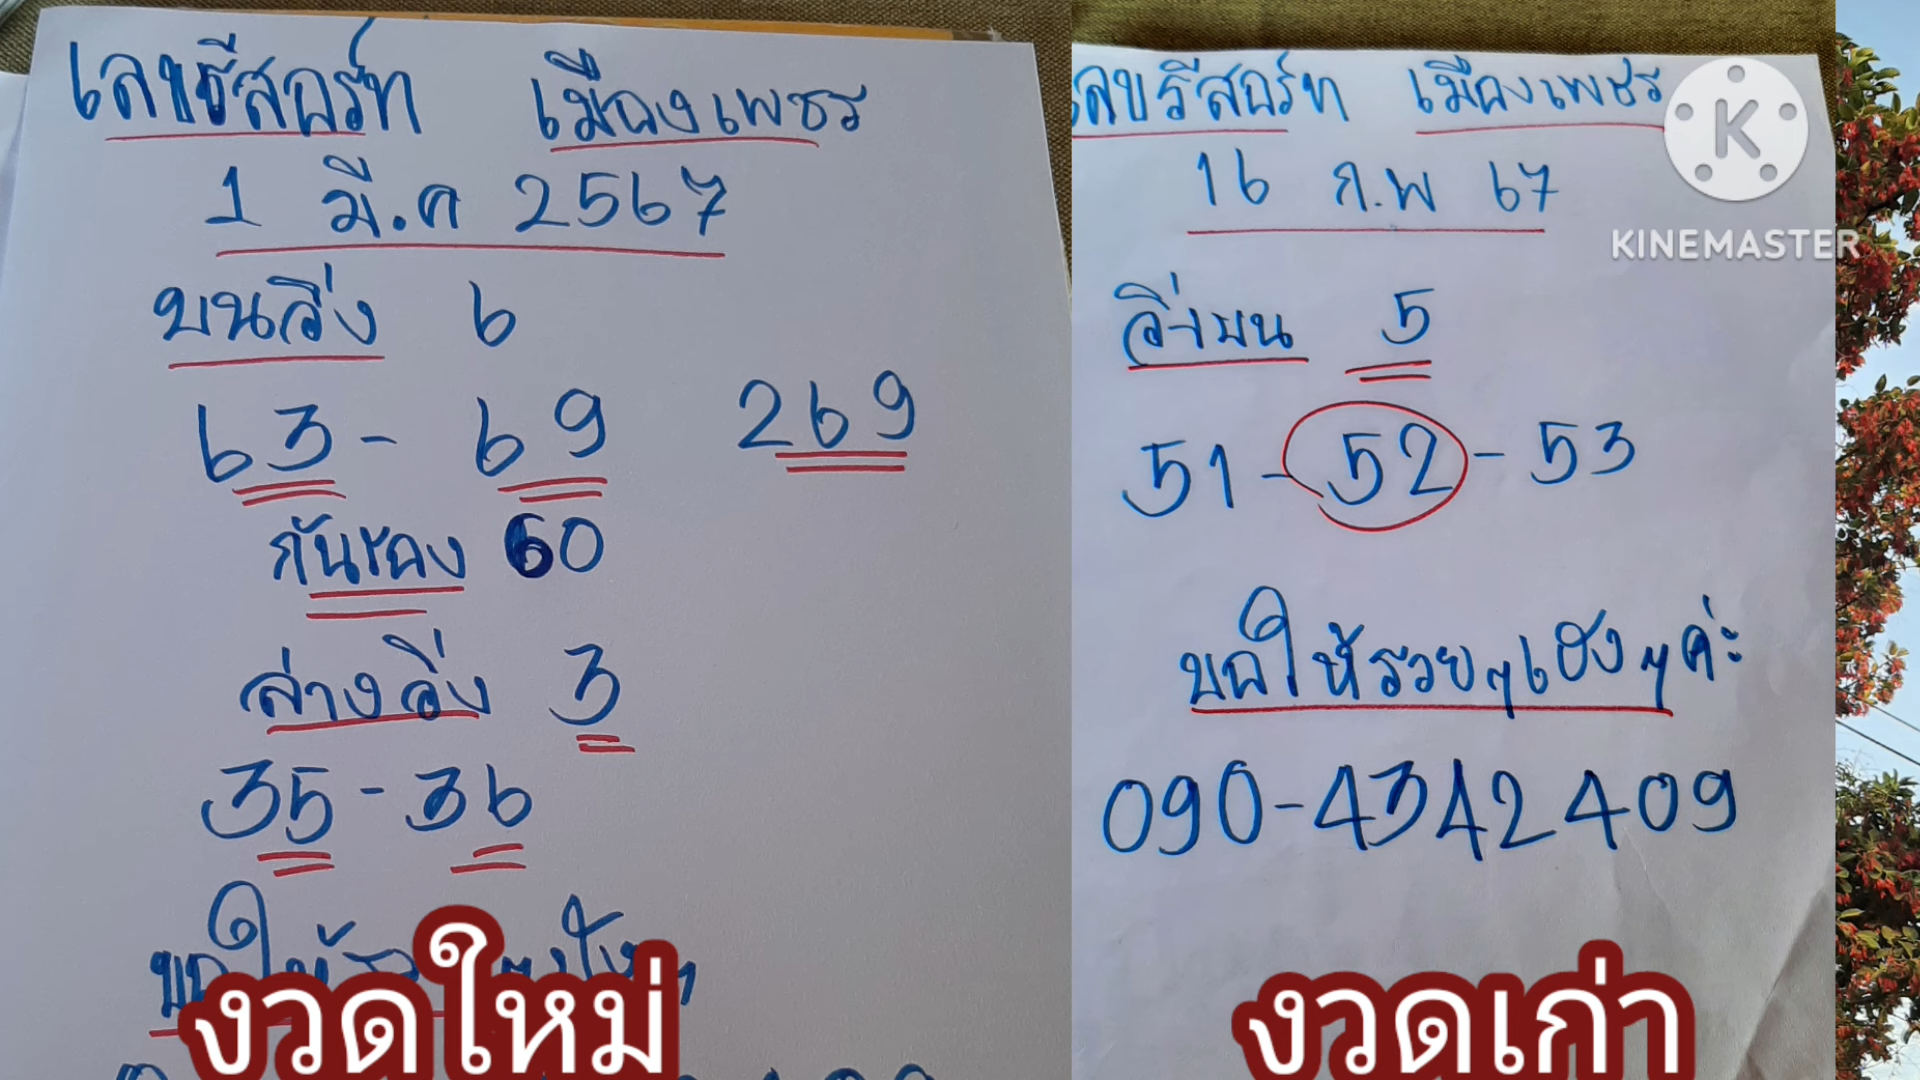 เลขรีสอร์ท เมืองเพชร
1 มี.ค 2567
บนวิ่ง 6
63 - 69 269
กันรอง 60
ล่างวิ่ง 3
35 - 36
ขอให้
งวดใหม่
เลขรีสอร์ท เมืองเพชร
16 ก.พ 67
วิ่งบน 5
51 - 52 - 53
ขอให้รวยๆเฮงๆค่ะ
090-4342409
งวดเก่า
K
KINEMASTER